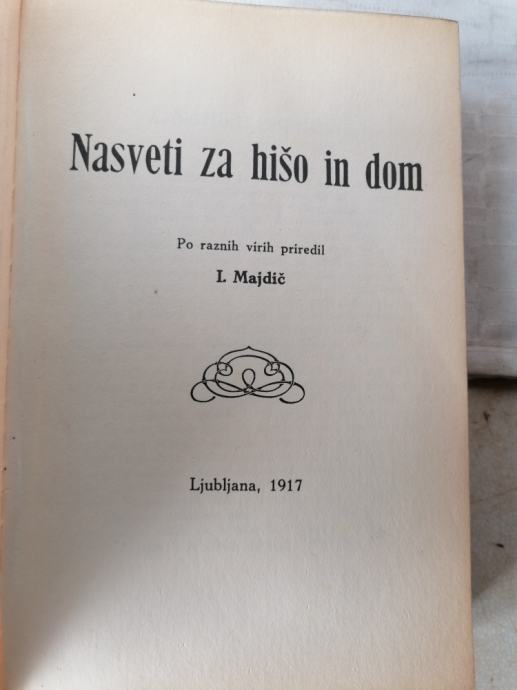 Nasveti za hišo in dom
Po raznih virih priredil
I. Majdič
Ljubljana, 1917